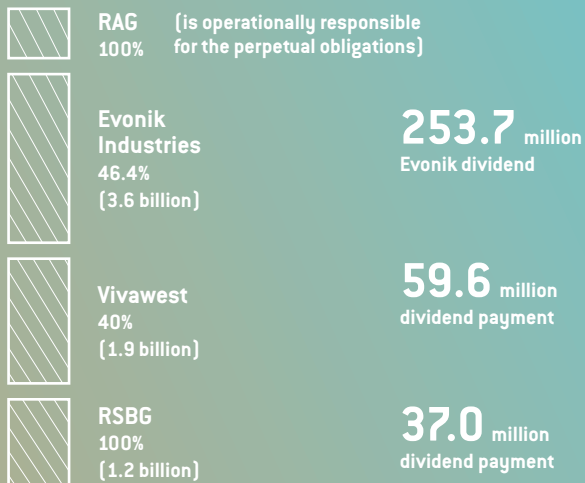 RAG (is operationally responsible
100% for the perpetual obligations)
Evonik
Industries
46.4%
(3.6 billion)
253.7 million
Evonik dividend
Vivawest
40%
(1.9 billion)
59.6 million
dividend payment
RSBG
100%
(1.2 billion)
37.0 million
dividend payment